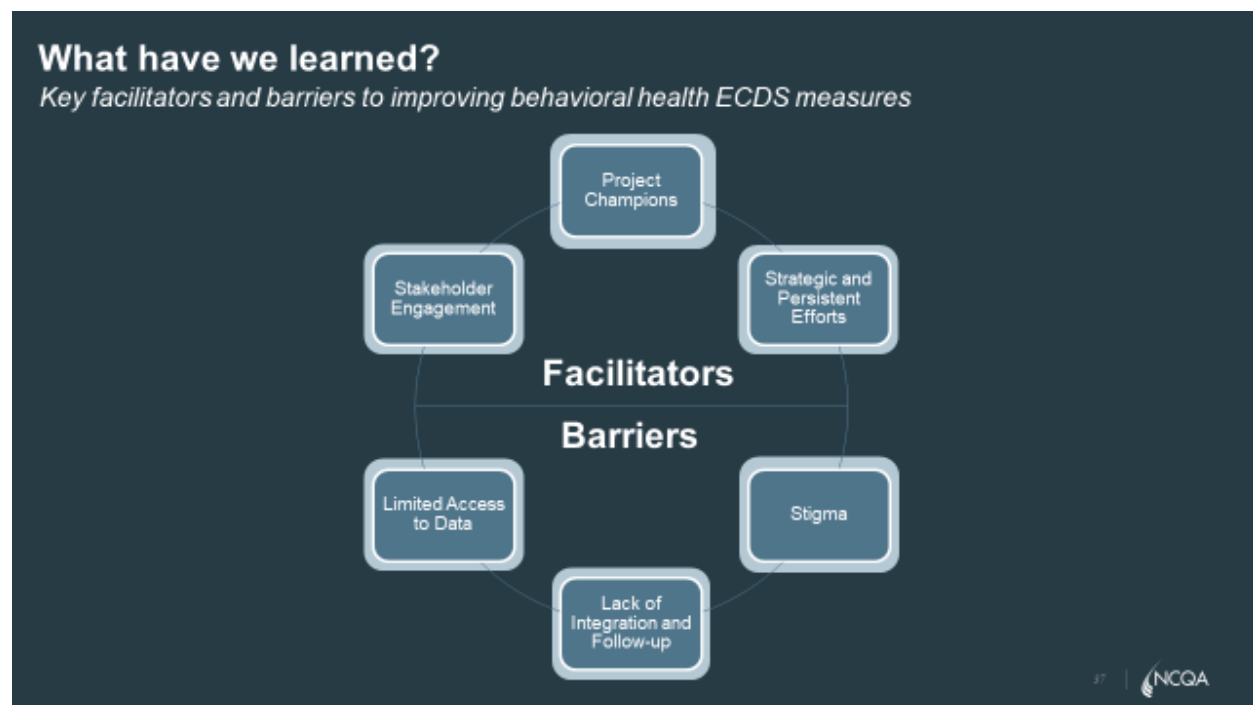 What have we learned?
Key facilitators and barriers to improving behavioral health ECDS measures
Project
Champions
Stakeholder
Engagement
Strategic and
Persistent
Efforts
Facilitators
Barriers
Limited Access
to Data
Stigma
Lack of
Integration and
Follow-up
37
NCQA